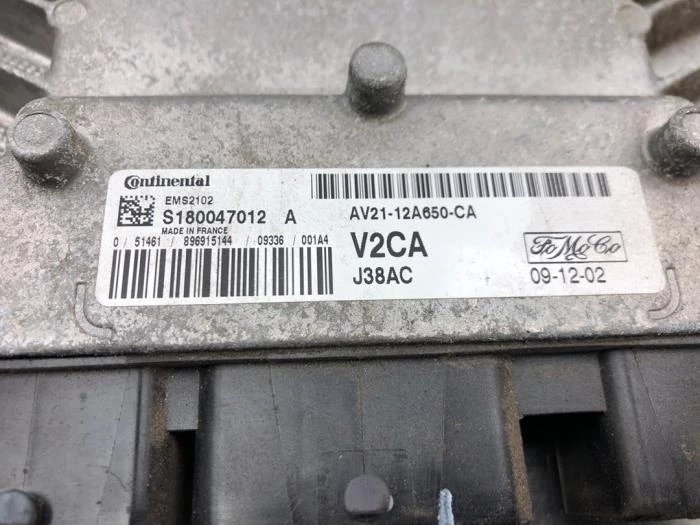 Continental
EMS2102
S180047012 A
MADE IN FRANCE
0 / 51461 / 896915144 / 09336 / 001A4
AV21-12A650-CA
V2CA
J38AC
FoMoCo
09-12-02